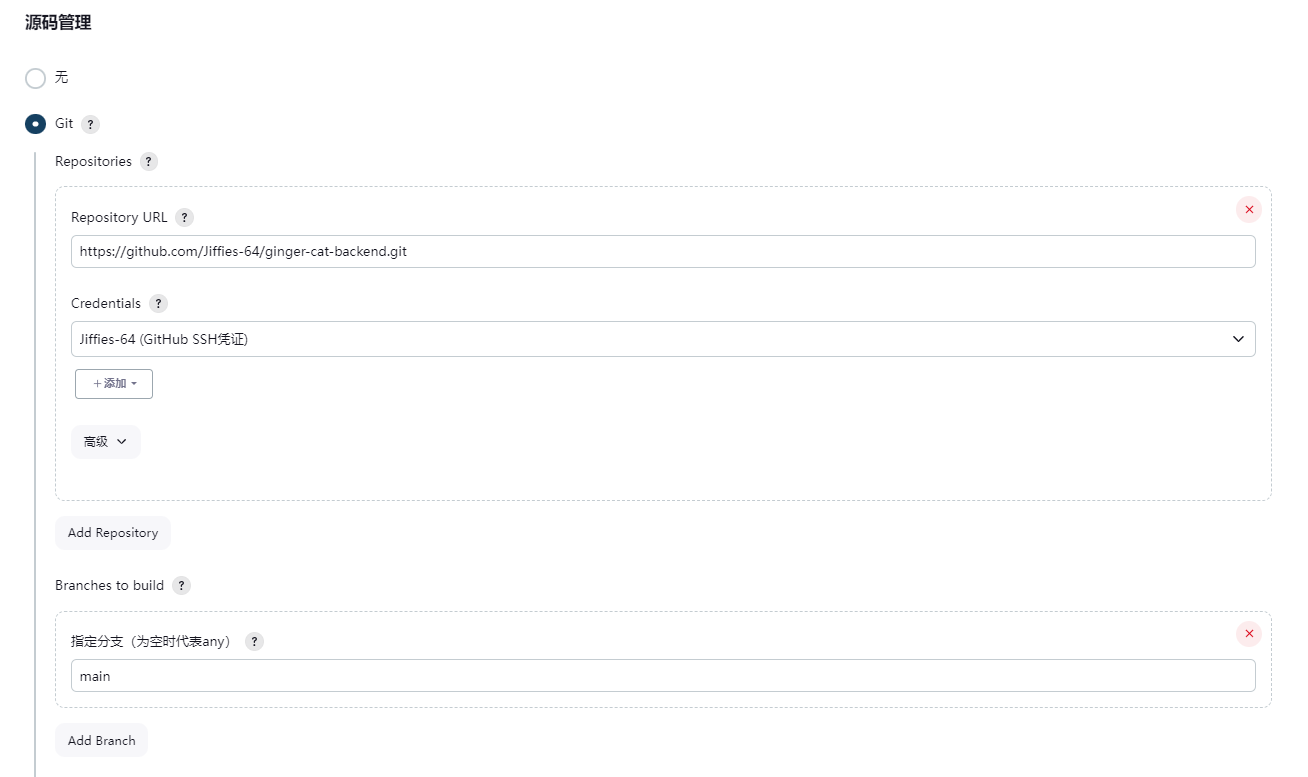 源码管理
无
Git ?
Repositories ?
Repository URL ?
https://github.com/Jiffies-64/ginger-cat-backend.git
Credentials ?
Jiffies-64 (GitHub SSH凭证)
+添加
高级
Add Repository
Branches to build ?
指定分支（为空时代表any） ?
main
Add Branch